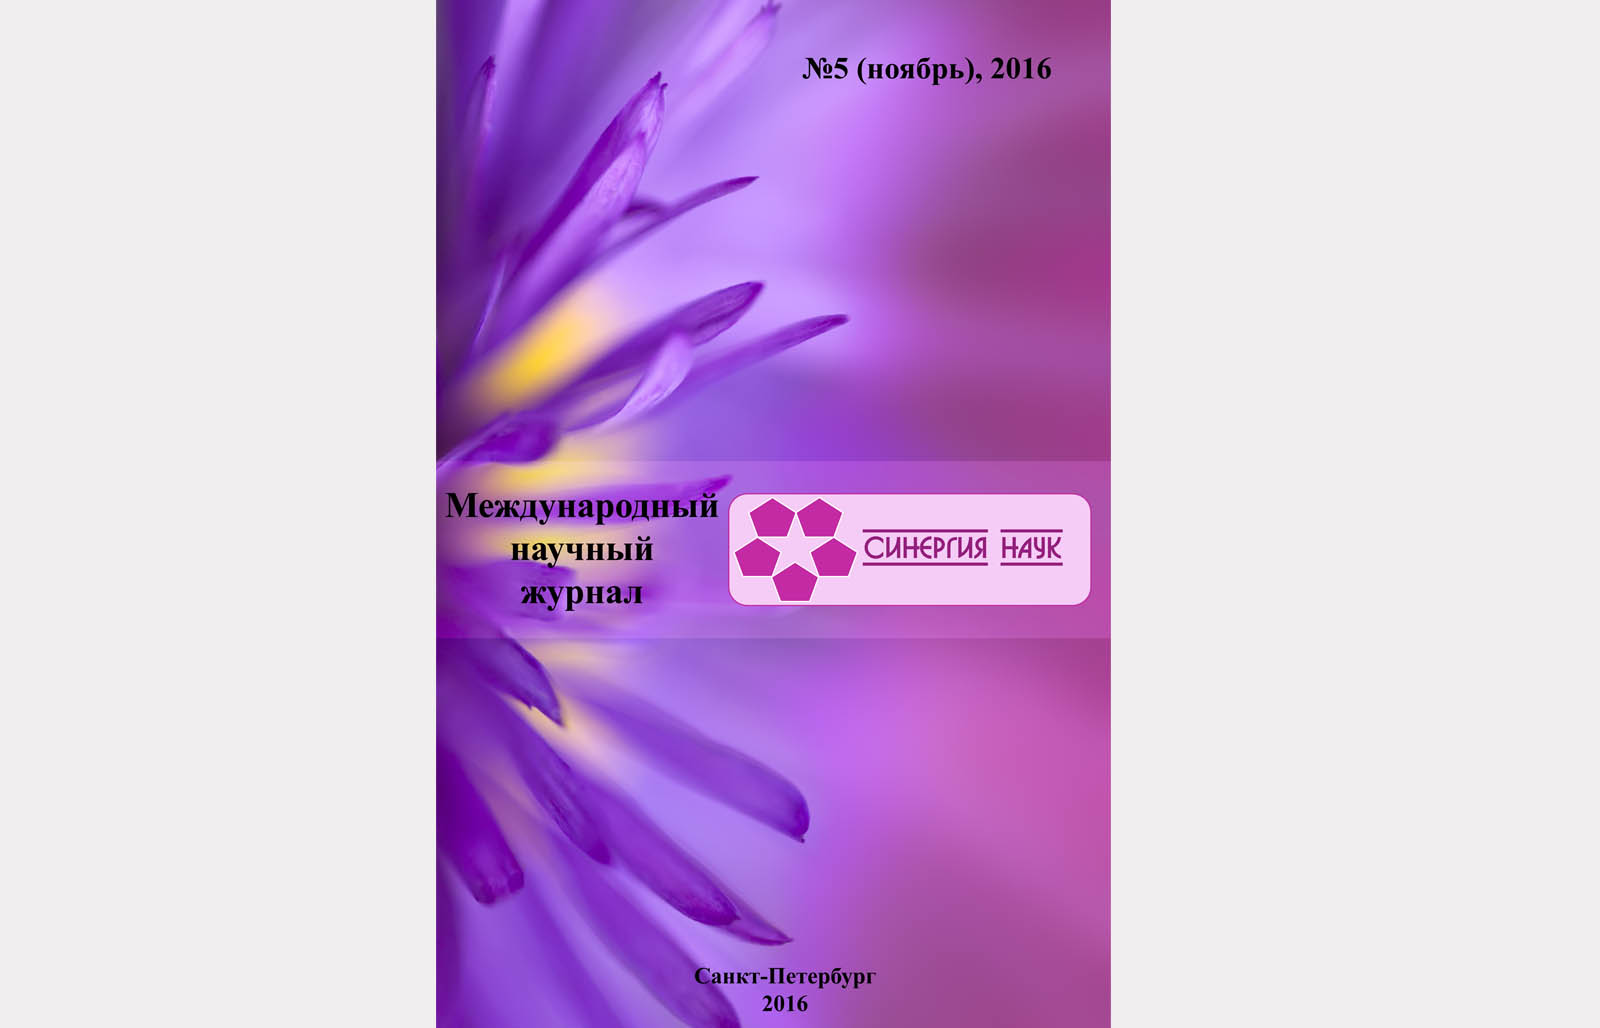 №5 (ноябрь), 2016
Международный
научный
журнал
СИНЕРГИЯ НАУК
Санкт-Петербург
2016